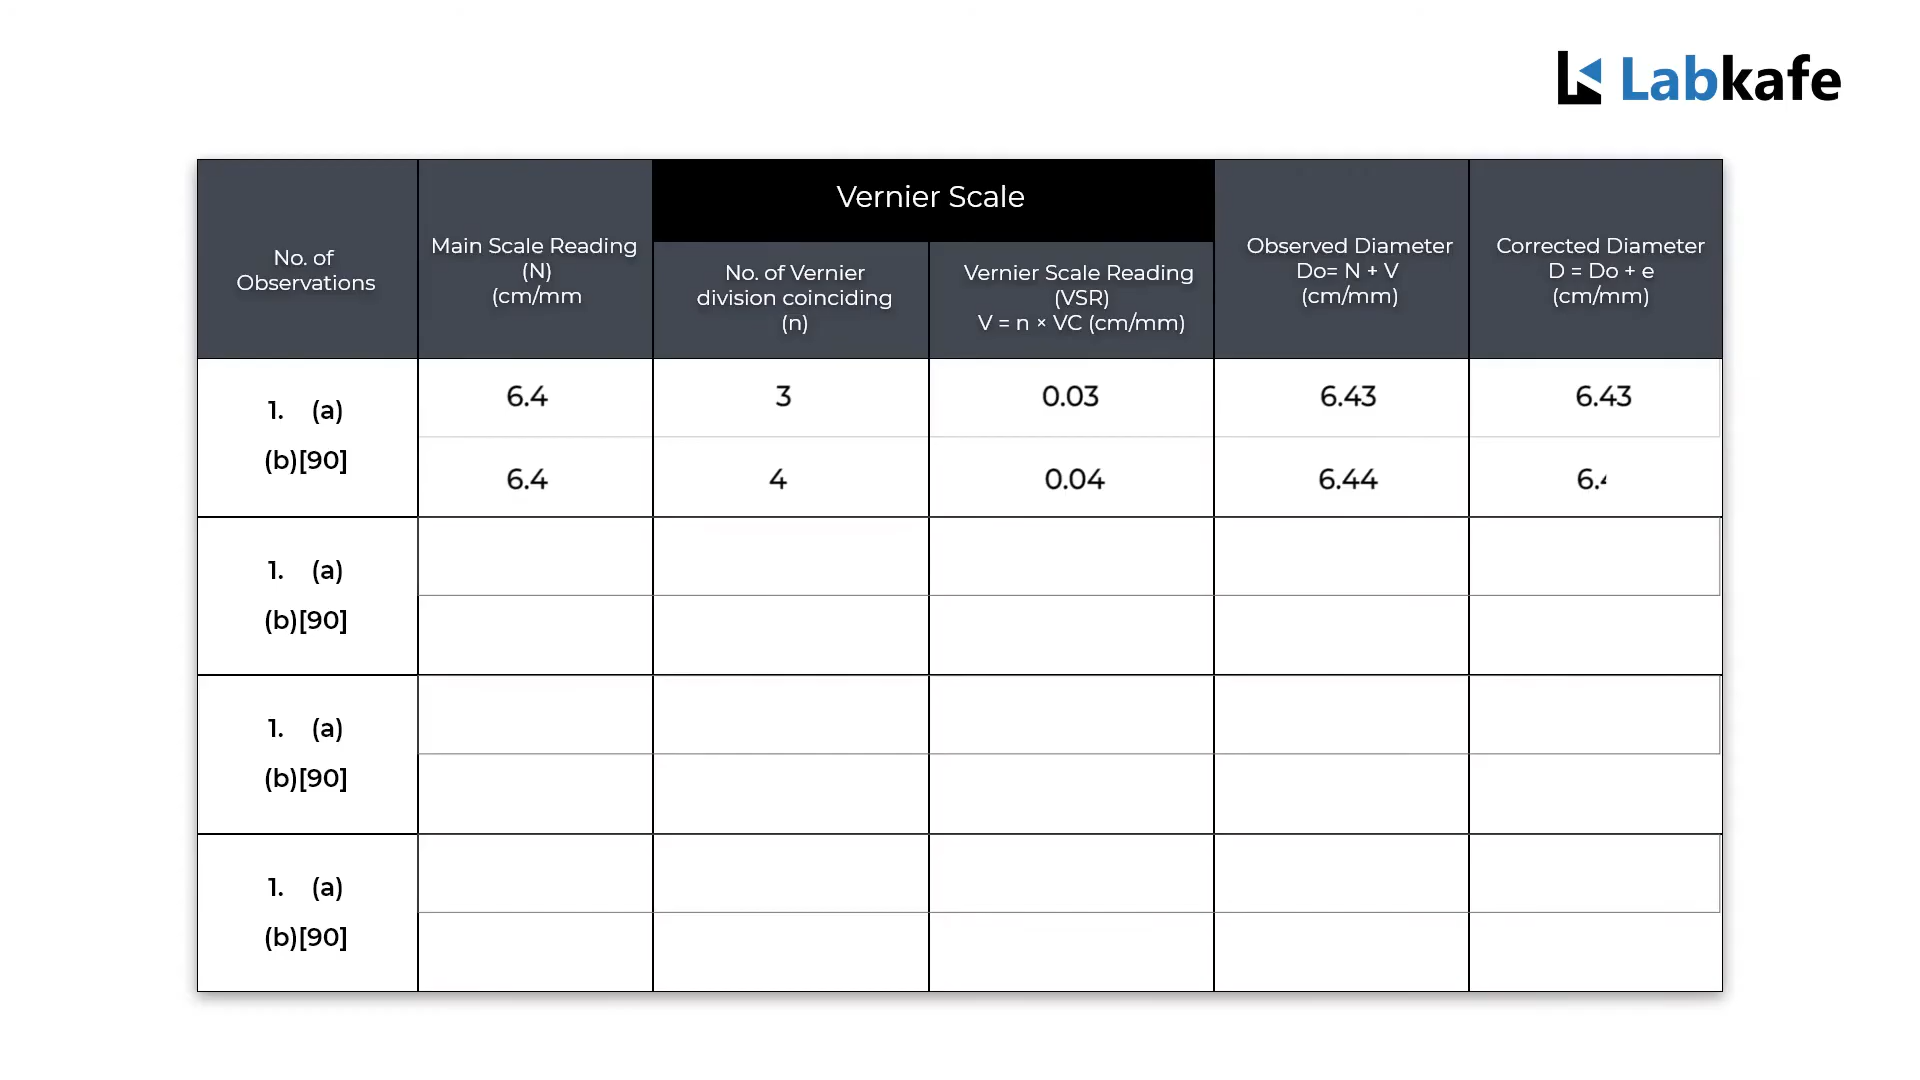 Labkafe
Vernier Scale
No. of
Observations
Main Scale Reading
(N)
(cm/mm
No. of Vernier
division coinciding
(n)
Vernier Scale Reading
(VSR)
V = n × VC (cm/mm)
Observed Diameter
Do= N + V
(cm/mm)
Corrected Diameter
D = Do + e
(cm/mm)
1. (a)
6.4 3 0.03 6.43 6.43
(b)[90]
6.4 4 0.04 6.44
1. (a)
(b)[90]
1. (a)
(b)[90]
1. (a)
(b)[90]